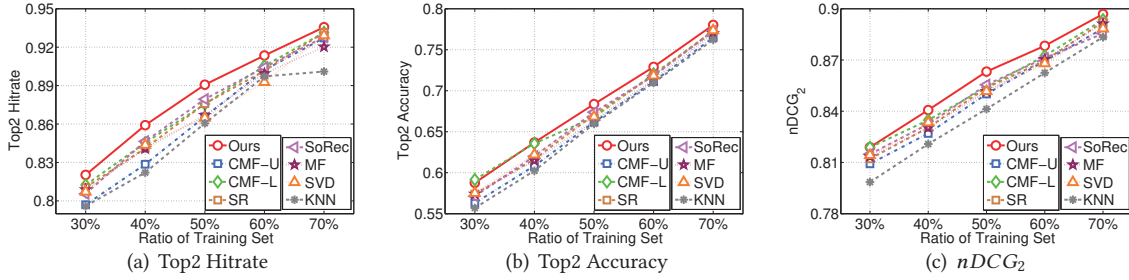 0.95
0.92
0.89
0.86
0.83
0.8
Top2 Hitrate
Ours
CMF-U
CMF-L
SR
SoRec
MF
SVD
KNN
30% 40% 50% 60% 70%
Ratio of Training Set
(a) Top2 Hitrate
0.8
0.75
0.7
0.65
0.6
0.55
Top2 Accuracy
Ours
CMF-U
CMF-L
SR
SoRec
MF
SVD
KNN
30% 40% 50% 60% 70%
Ratio of Training Set
(b) Top2 Accuracy
0.9
0.87
0.84
0.81
0.78
nDCG₂
Ours
CMF-U
CMF-L
SR
SoRec
MF
SVD
KNN
30% 40% 50% 60% 70%
Ratio of Training Set
(c) nDCG₂